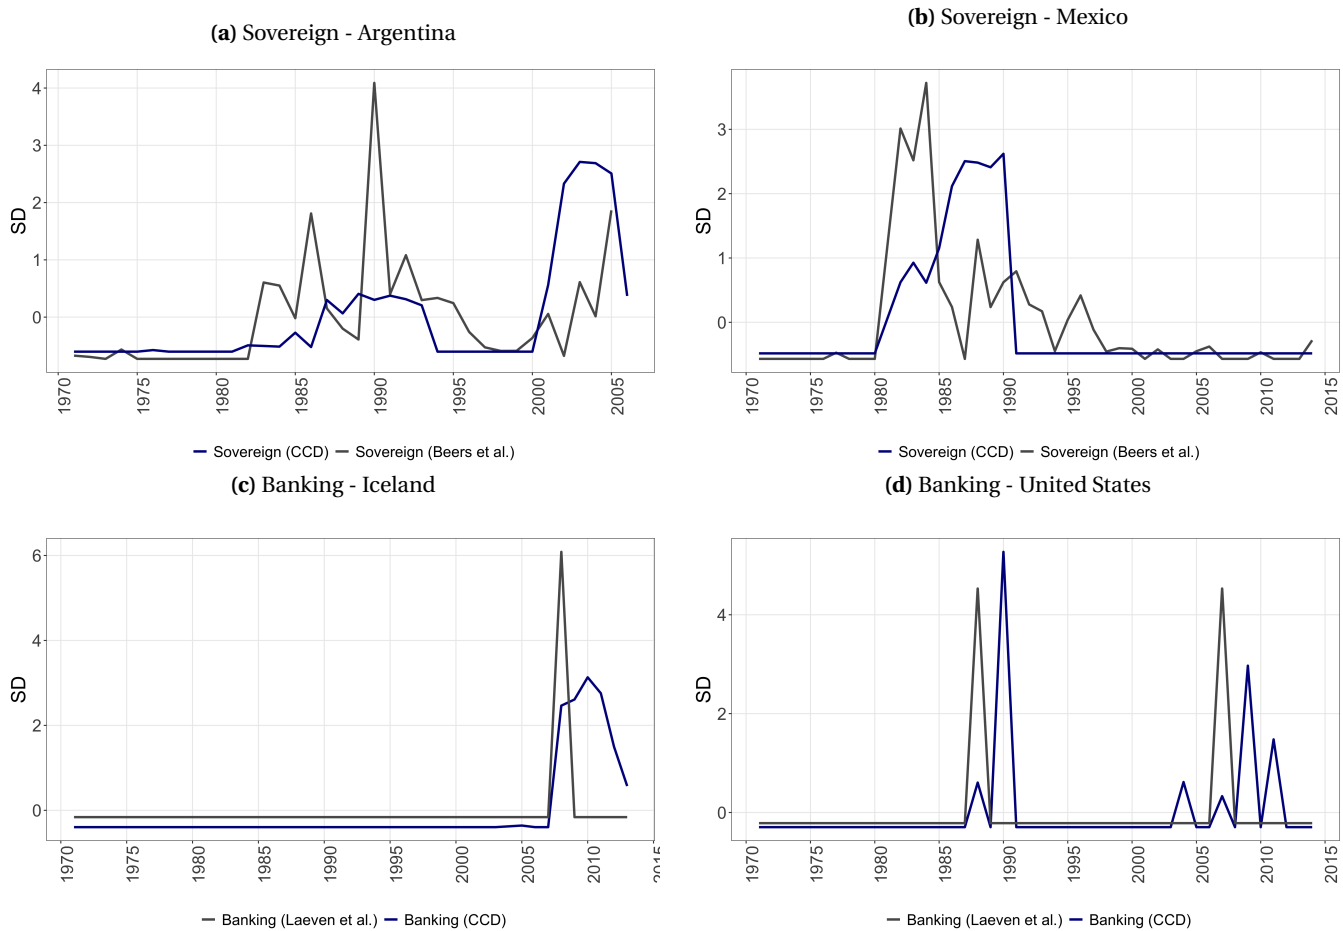 (a) Sovereign - Argentina
SD
4
3
2
1
0
1970 1975 1980 1985 1990 1995 2000 2005
Sovereign (CCD) Sovereign (Beers et al.)
(b) Sovereign - Mexico
SD
3
2
1
0
1970 1975 1980 1985 1990 1995 2000 2005 2010 2015
Sovereign (CCD) Sovereign (Beers et al.)
(c) Banking - Iceland
SD
6
4
2
0
1970 1975 1980 1985 1990 1995 2000 2005 2010 2015
Banking (Laeven et al.) Banking (CCD)
(d) Banking - United States
SD
4
2
0
1970 1975 1980 1985 1990 1995 2000 2005 2010 2015
Banking (Laeven et al.) Banking (CCD)